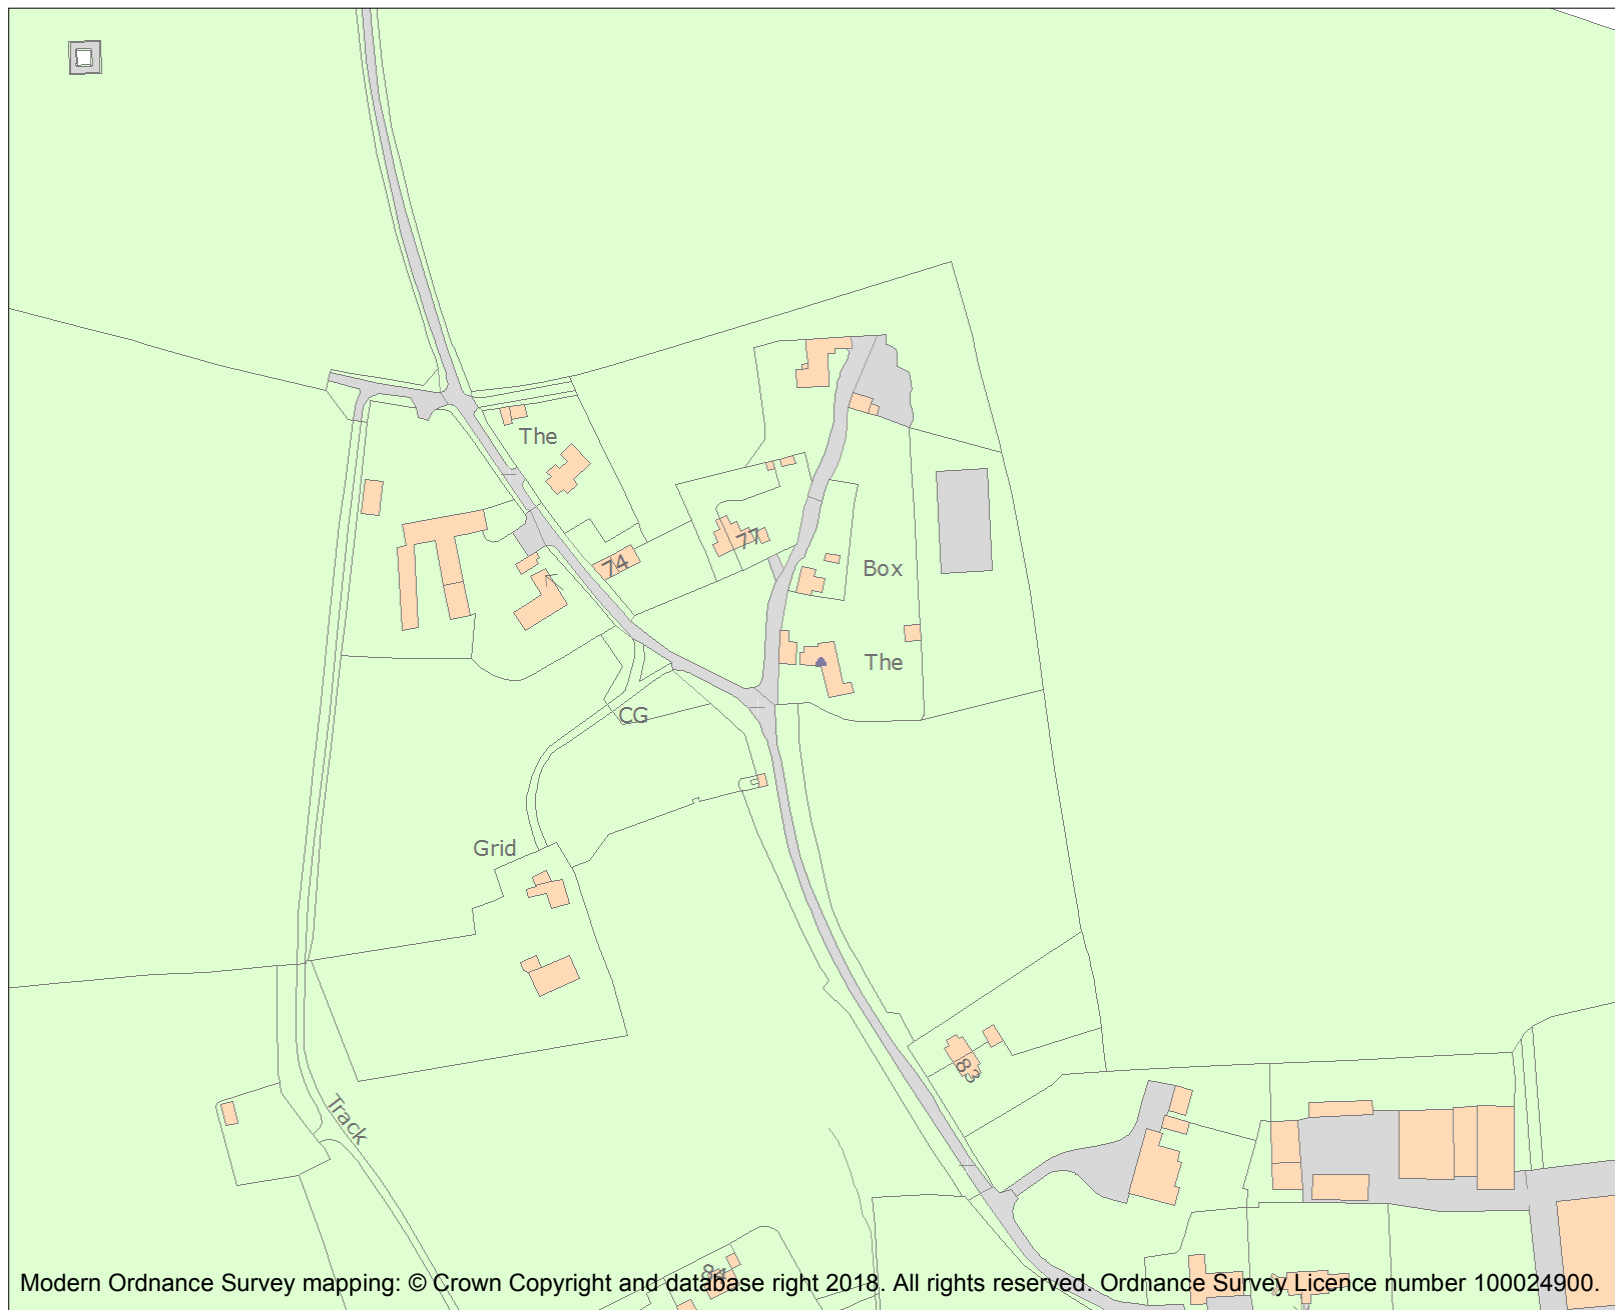 The
74
77
Box
The
CG
Grid
83
Track
84
Modern Ordnance Survey mapping: © Crown Copyright and database right 2018. All rights reserved. Ordnance Survey Licence number 100024900.